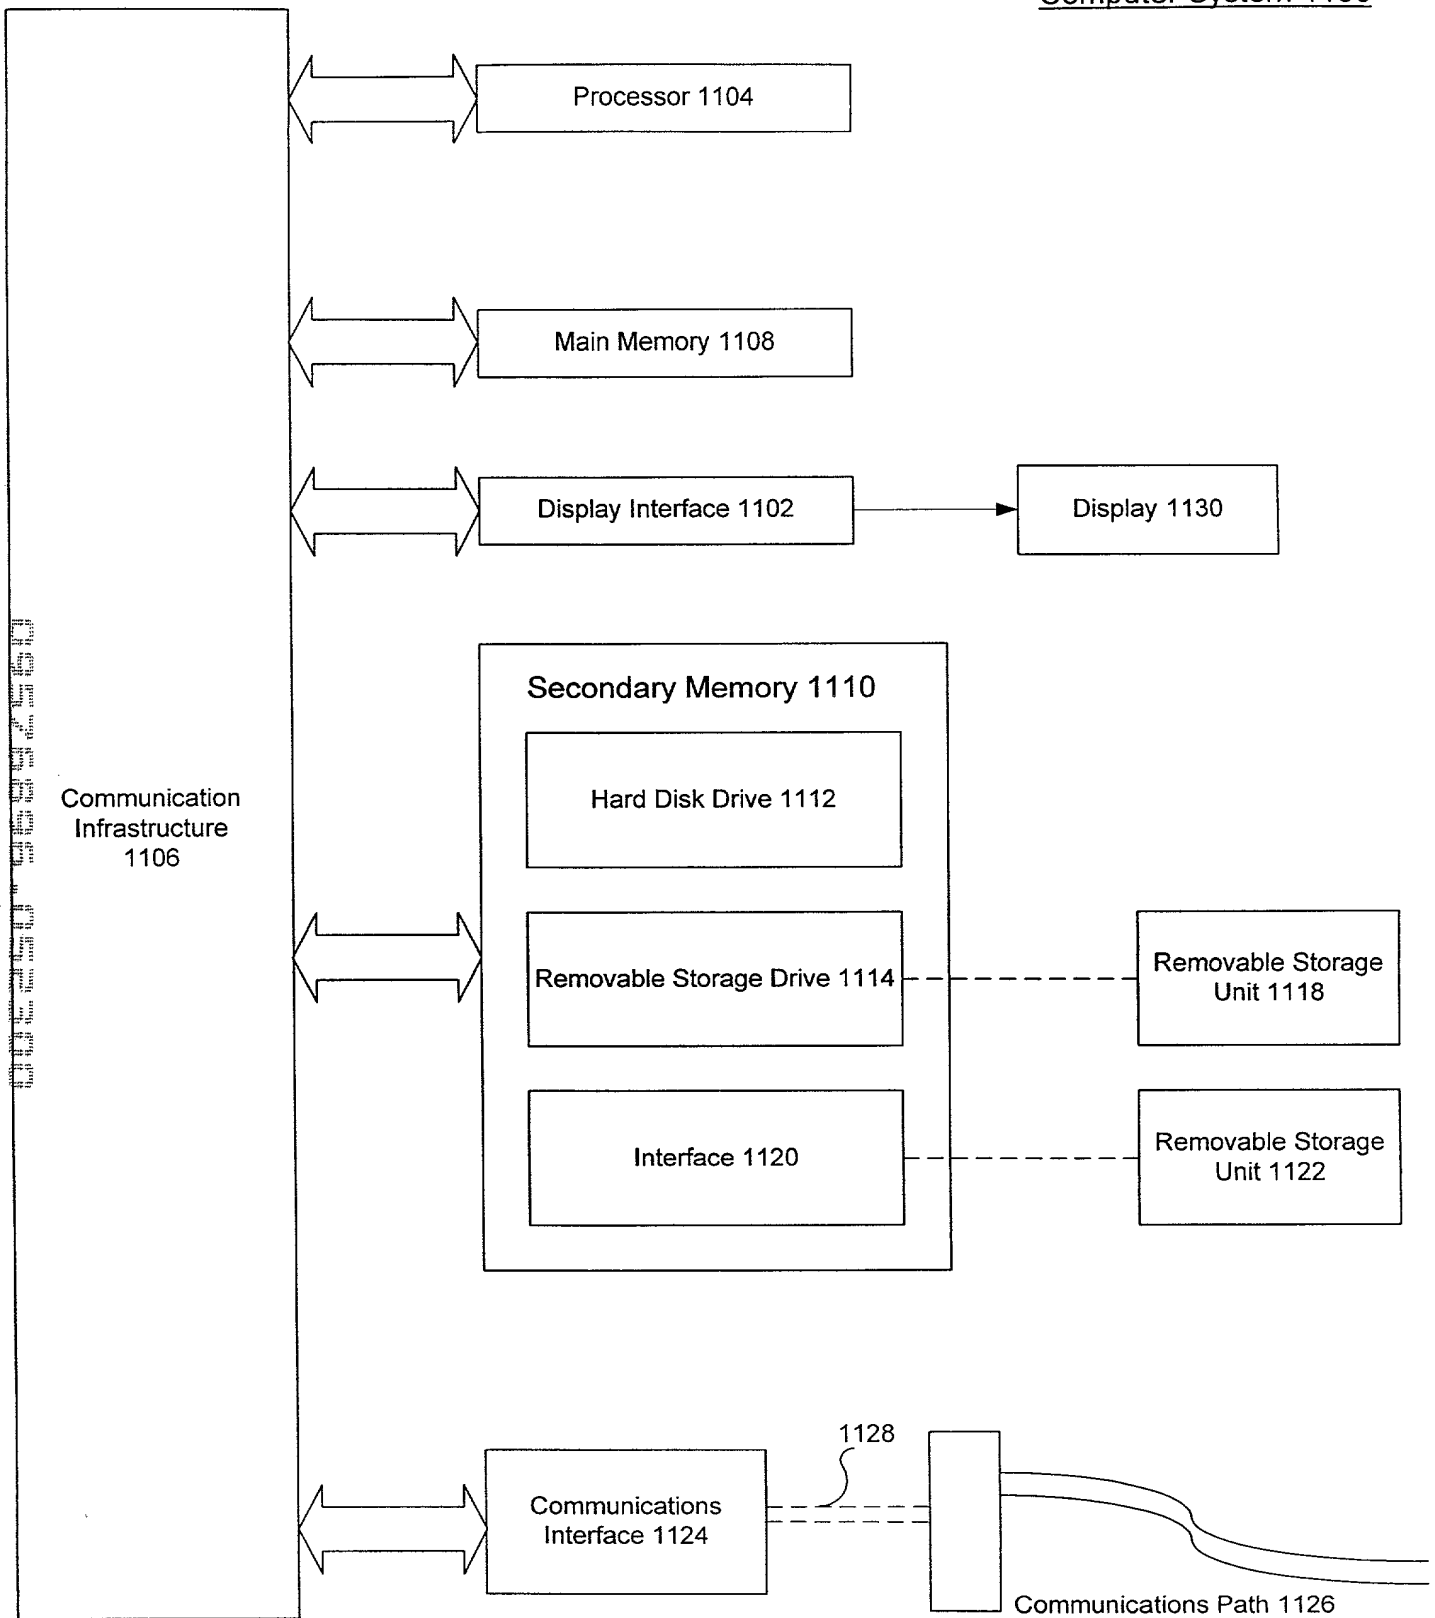 Processor 1104
Main Memory 1108
Display Interface 1102
Display 1130
Secondary Memory 1110
Hard Disk Drive 1112
Communication
Infrastructure
1106
Removable Storage Drive 1114
Removable Storage
Unit 1118
Interface 1120
Removable Storage
Unit 1122
1128
Communications
Interface 1124
Communications Path 1126